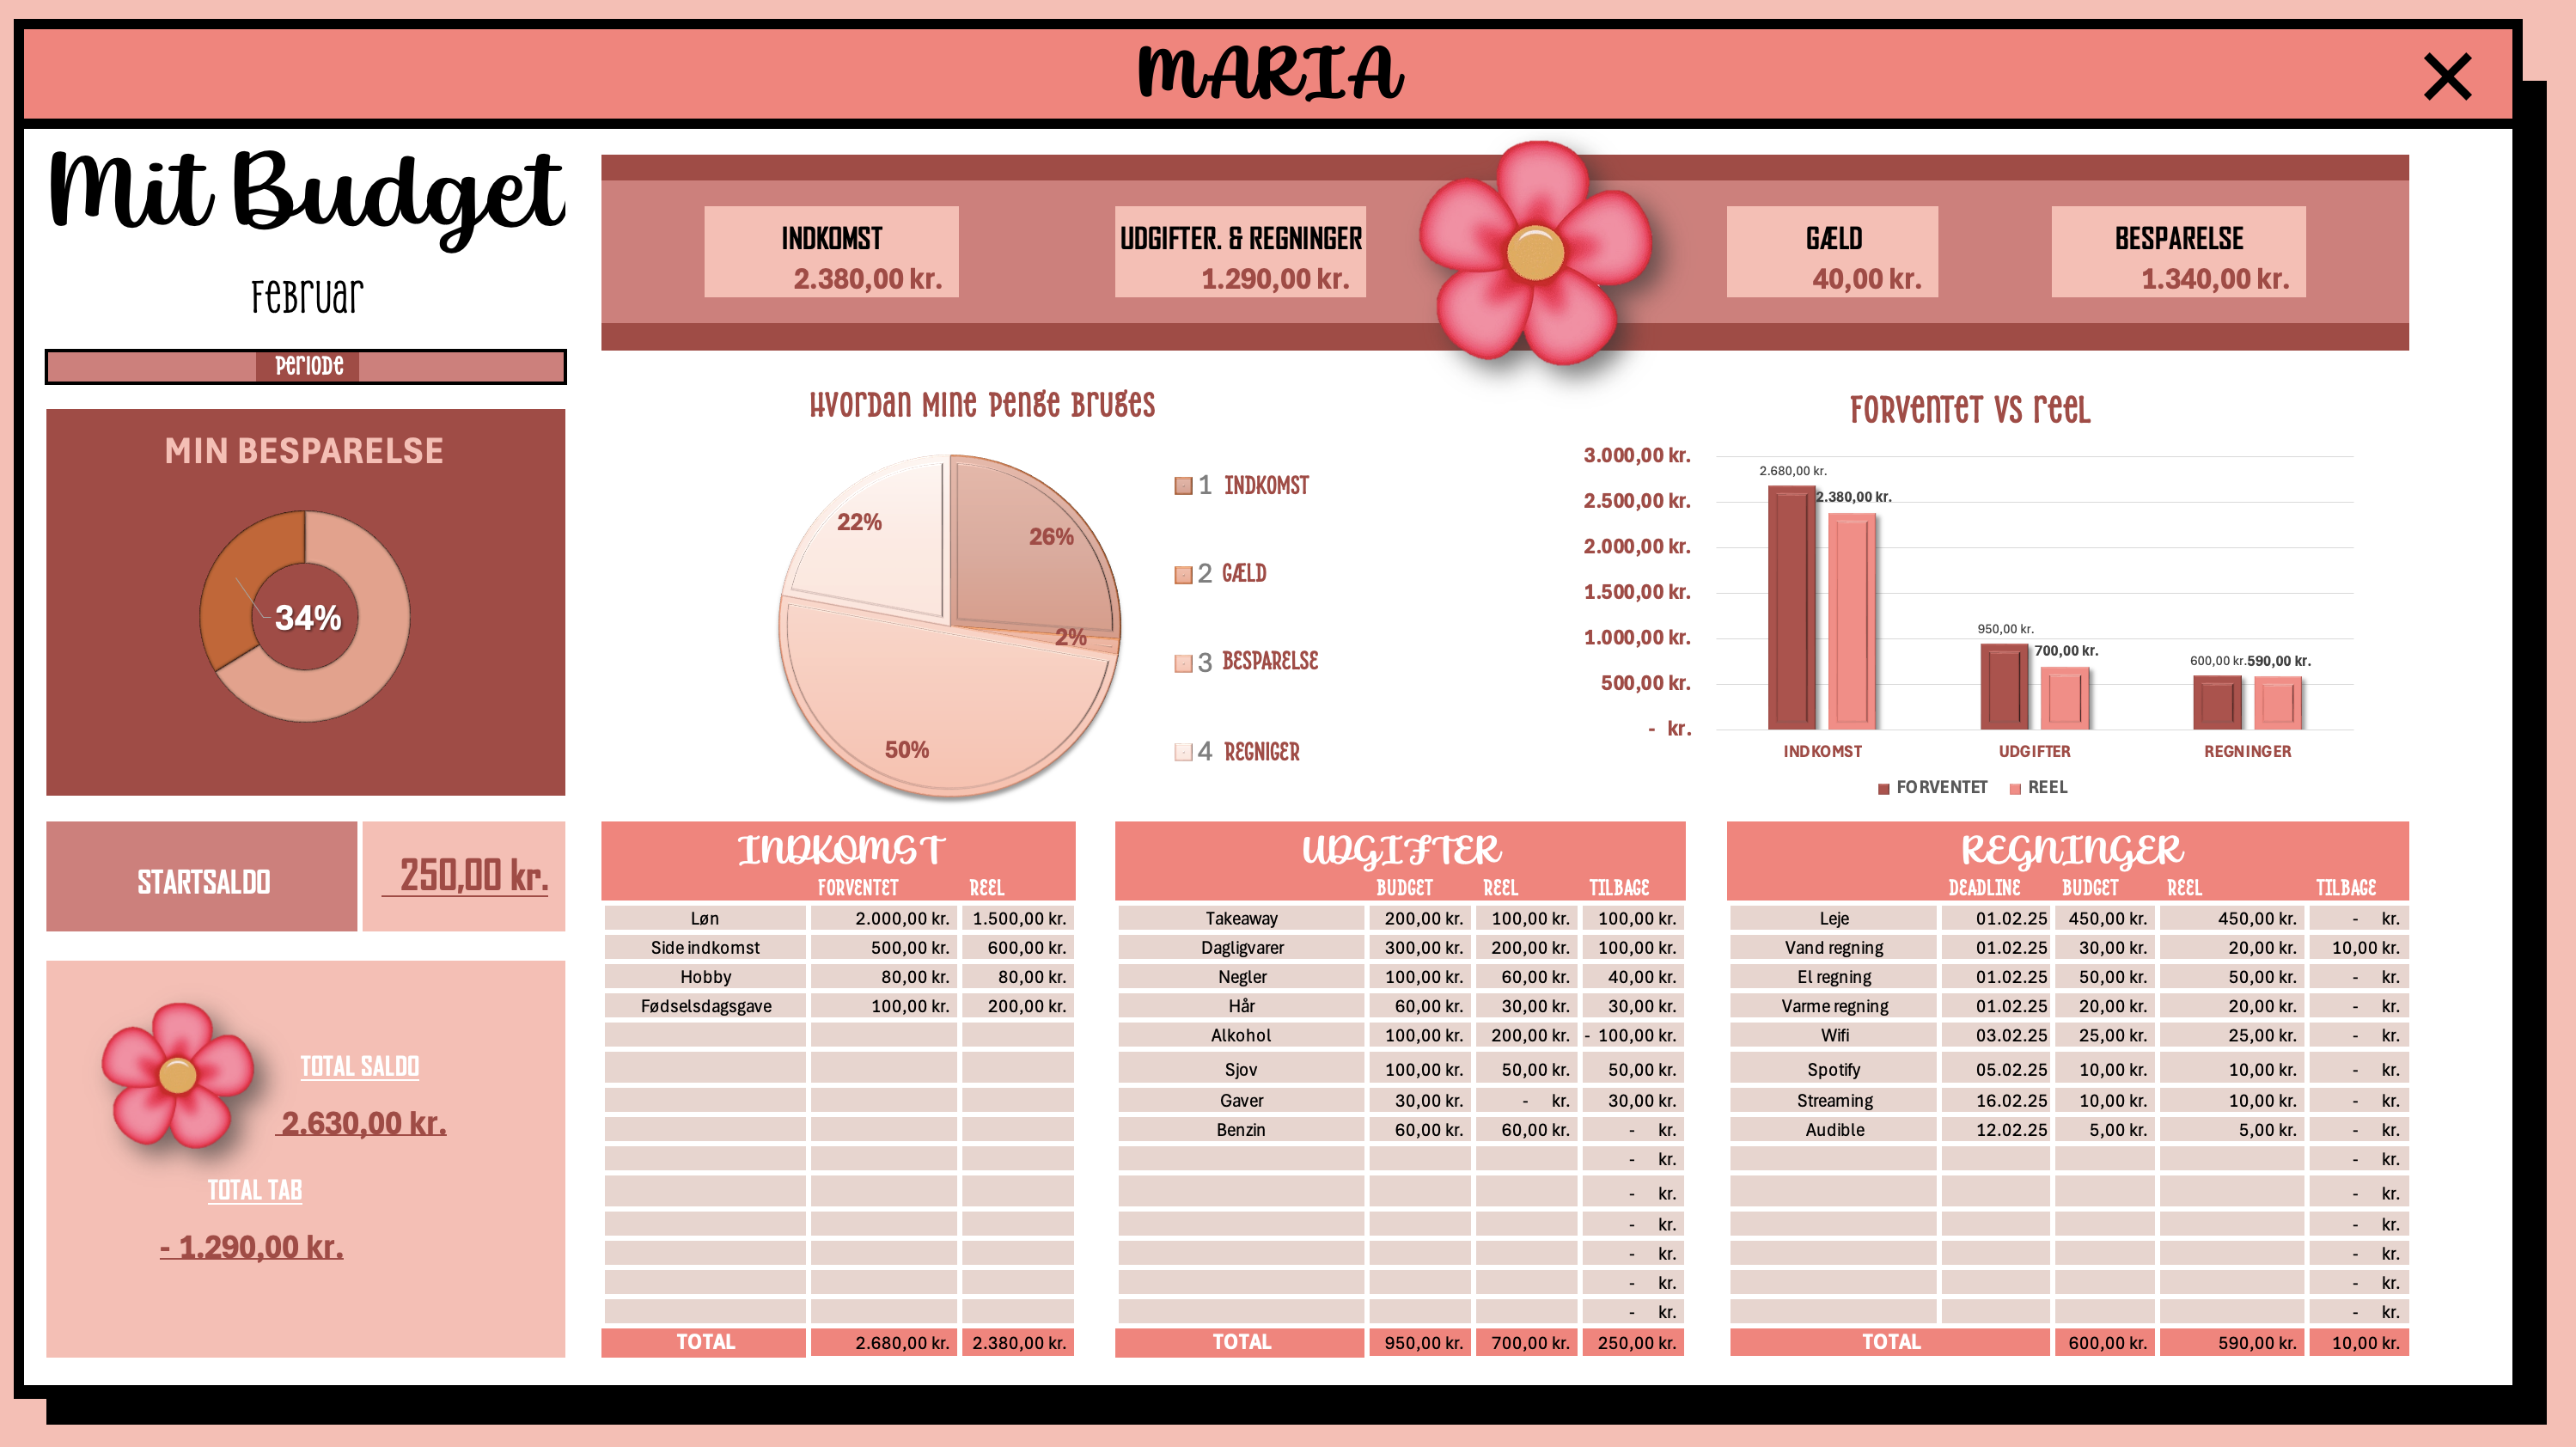 MARIA
Mit Budget
Februar
Periode
INDKOMST
2.380,00 kr.
UDGIFTER. & REGNINGER
1.290,00 kr.
GÆLD
40,00 kr.
BESPARELSE
1.340,00 kr.
MIN BESPARELSE
34%
Hvordan mine penge bruges
22%
26%
2%
50%
1 INDKOMST
2 GÆLD
3 BESPARELSE
4 REGNIGER
Forventet vs reel
3.000,00 kr.
2.500,00 kr.
2.000,00 kr.
1.500,00 kr.
1.000,00 kr.
500,00 kr.
- kr.
2.680,00 kr.
2.380,00 kr.
950,00 kr.
700,00 kr.
600,00 kr.
590,00 kr.
INDKOMST UDGIFTER REGNINGER
FORVENTET REEL
STARTSALDO
250,00 kr.
TOTAL SALDO
2.630,00 kr.
TOTAL TAB
- 1.290,00 kr.
INDKOMST
FORVENTET REEL
Løn 2.000,00 kr. 1.500,00 kr.
Side indkomst 500,00 kr. 600,00 kr.
Hobby 80,00 kr. 80,00 kr.
Fødselsdagsgave 100,00 kr. 200,00 kr.
TOTAL 2.680,00 kr. 2.380,00 kr.
UDGIFTER
BUDGET REEL TILBAGE
Takeaway 200,00 kr. 100,00 kr. 100,00 kr.
Dagligvarer 300,00 kr. 200,00 kr. 100,00 kr.
Negler 100,00 kr. 60,00 kr. 40,00 kr.
Hår 60,00 kr. 30,00 kr. 30,00 kr.
Alkohol 100,00 kr. 200,00 kr. - 100,00 kr.
Sjov 100,00 kr. 50,00 kr. 50,00 kr.
Gaver 30,00 kr. - kr. 30,00 kr.
Benzin 60,00 kr. 60,00 kr. - kr.
- kr.
- kr.
- kr.
- kr.
- kr.
- kr.
TOTAL 950,00 kr. 700,00 kr. 250,00 kr.
REGNINGER
DEADLINE BUDGET REEL TILBAGE
Leje 01.02.25 450,00 kr. 450,00 kr. - kr.
Vand regning 01.02.25 30,00 kr. 20,00 kr. 10,00 kr.
El regning 01.02.25 50,00 kr. 50,00 kr. - kr.
Varme regning 01.02.25 20,00 kr. 20,00 kr. - kr.
Wifi 03.02.25 25,00 kr. 25,00 kr. - kr.
Spotify 05.02.25 10,00 kr. 10,00 kr. - kr.
Streaming 16.02.25 10,00 kr. 10,00 kr. - kr.
Audible 12.02.25 5,00 kr. 5,00 kr. - kr.
- kr.
- kr.
- kr.
- kr.
- kr.
- kr.
TOTAL 600,00 kr. 590,00 kr. 10,00 kr.